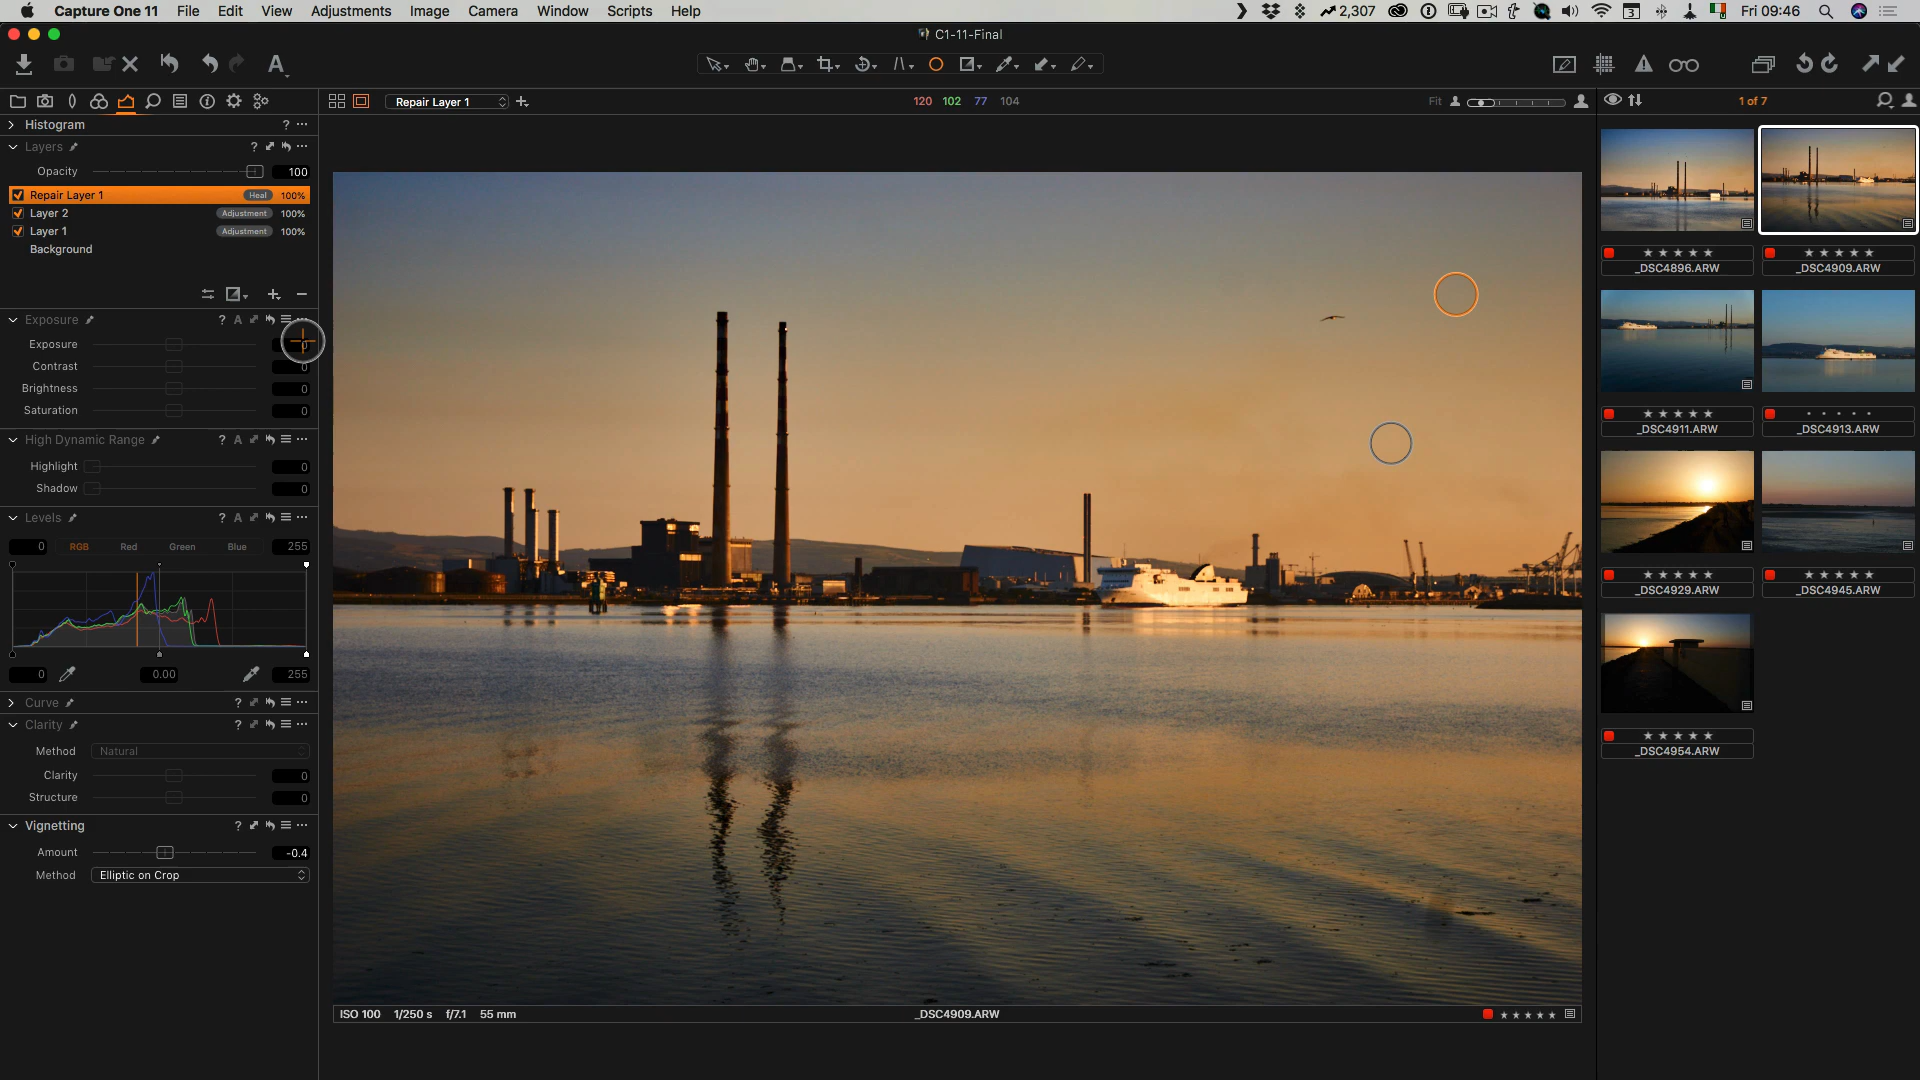 Capture One 11 File Edit View Adjustments Image Camera Window Scripts Help 2,307 3 Fri 09:46
C1-11-Final
A
Repair Layer 1 120 102 77 104 Fit 1 of 7
Histogram ? ...
Layers ? ...
Opacity 100
Repair Layer 1 Heal 100%
Layer 2 Adjustment 100%
Layer 1 Adjustment 100%
Background
Exposure ? A
Exposure 0
Contrast 0
Brightness 0
Saturation 0
High Dynamic Range ? A ...
Highlight 0
Shadow 0
Levels ? A ...
0 RGB Red Green Blue 255
0 0.00 255
Curve ? ...
Clarity ? ...
Method Natural
Clarity 0
Structure 0
Vignetting ? ...
Amount -0.4
Method Elliptic on Crop
ISO 100 1/250 s f/7.1 55 mm _DSC4909.ARW
_DSC4896.ARW _DSC4909.ARW
_DSC4911.ARW _DSC4913.ARW
_DSC4929.ARW _DSC4945.ARW
_DSC4954.ARW